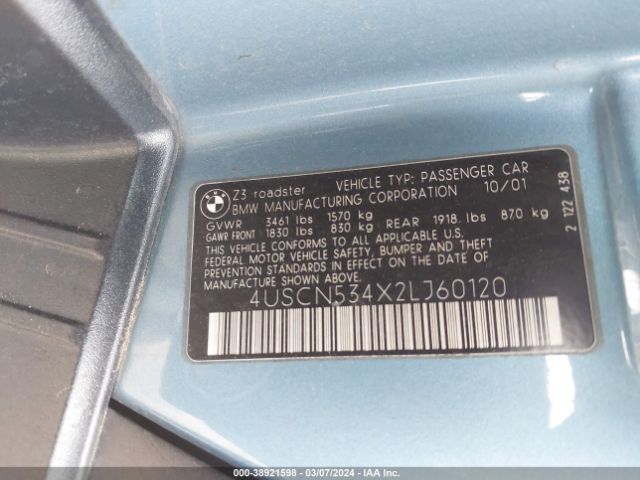 BMW
Z3 roadster VEHICLE TYP: PASSENGER CAR
BMW MANUFACTURING CORPORATION 10/01
GVWR 3461 lbs 1570 kg
GAWR FRONT 1830 lbs 830 kg REAR 1918. lbs 870 kg
THIS VEHICLE CONFORMS TO ALL APPLICABLE U.S.
FEDERAL MOTOR VEHICLE SAFETY, BUMPER AND THEFT
PREVENTION STANDARDS IN EFFECT ON THE DATE OF
MANUFACTURE SHOWN ABOVE.
4USCN534X2LJ60120
2 122 438
000-38921598 - 03/07/2024 - IAAI.COM